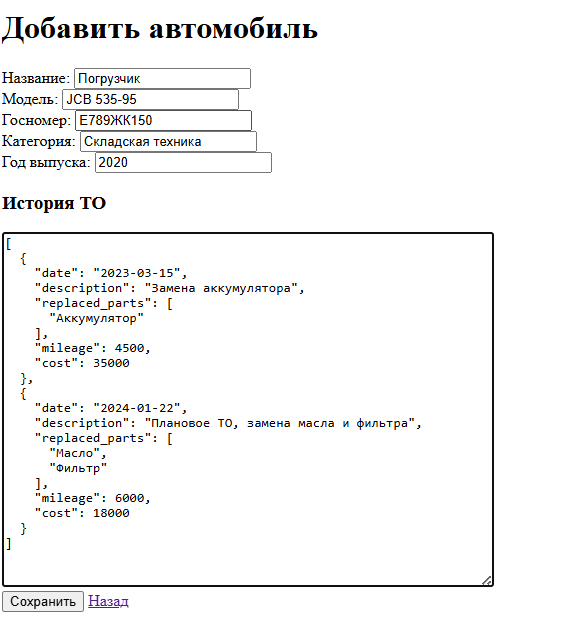 Добавить автомобиль
Название: Погрузчик
Модель: JCB 535-95
Госномер: Е789ЖК150
Категория: Складская техника
Год выпуска: 2020
История ТО
[
  {
    "date": "2023-03-15",
    "description": "Замена аккумулятора",
    "replaced_parts": [
      "Аккумулятор"
    ],
    "mileage": 4500,
    "cost": 35000
  },
  {
    "date": "2024-01-22",
    "description": "Плановое ТО, замена масла и фильтра",
    "replaced_parts": [
      "Масло",
      "Фильтр"
    ],
    "mileage": 6000,
    "cost": 18000
  }
]
Сохранить Назад